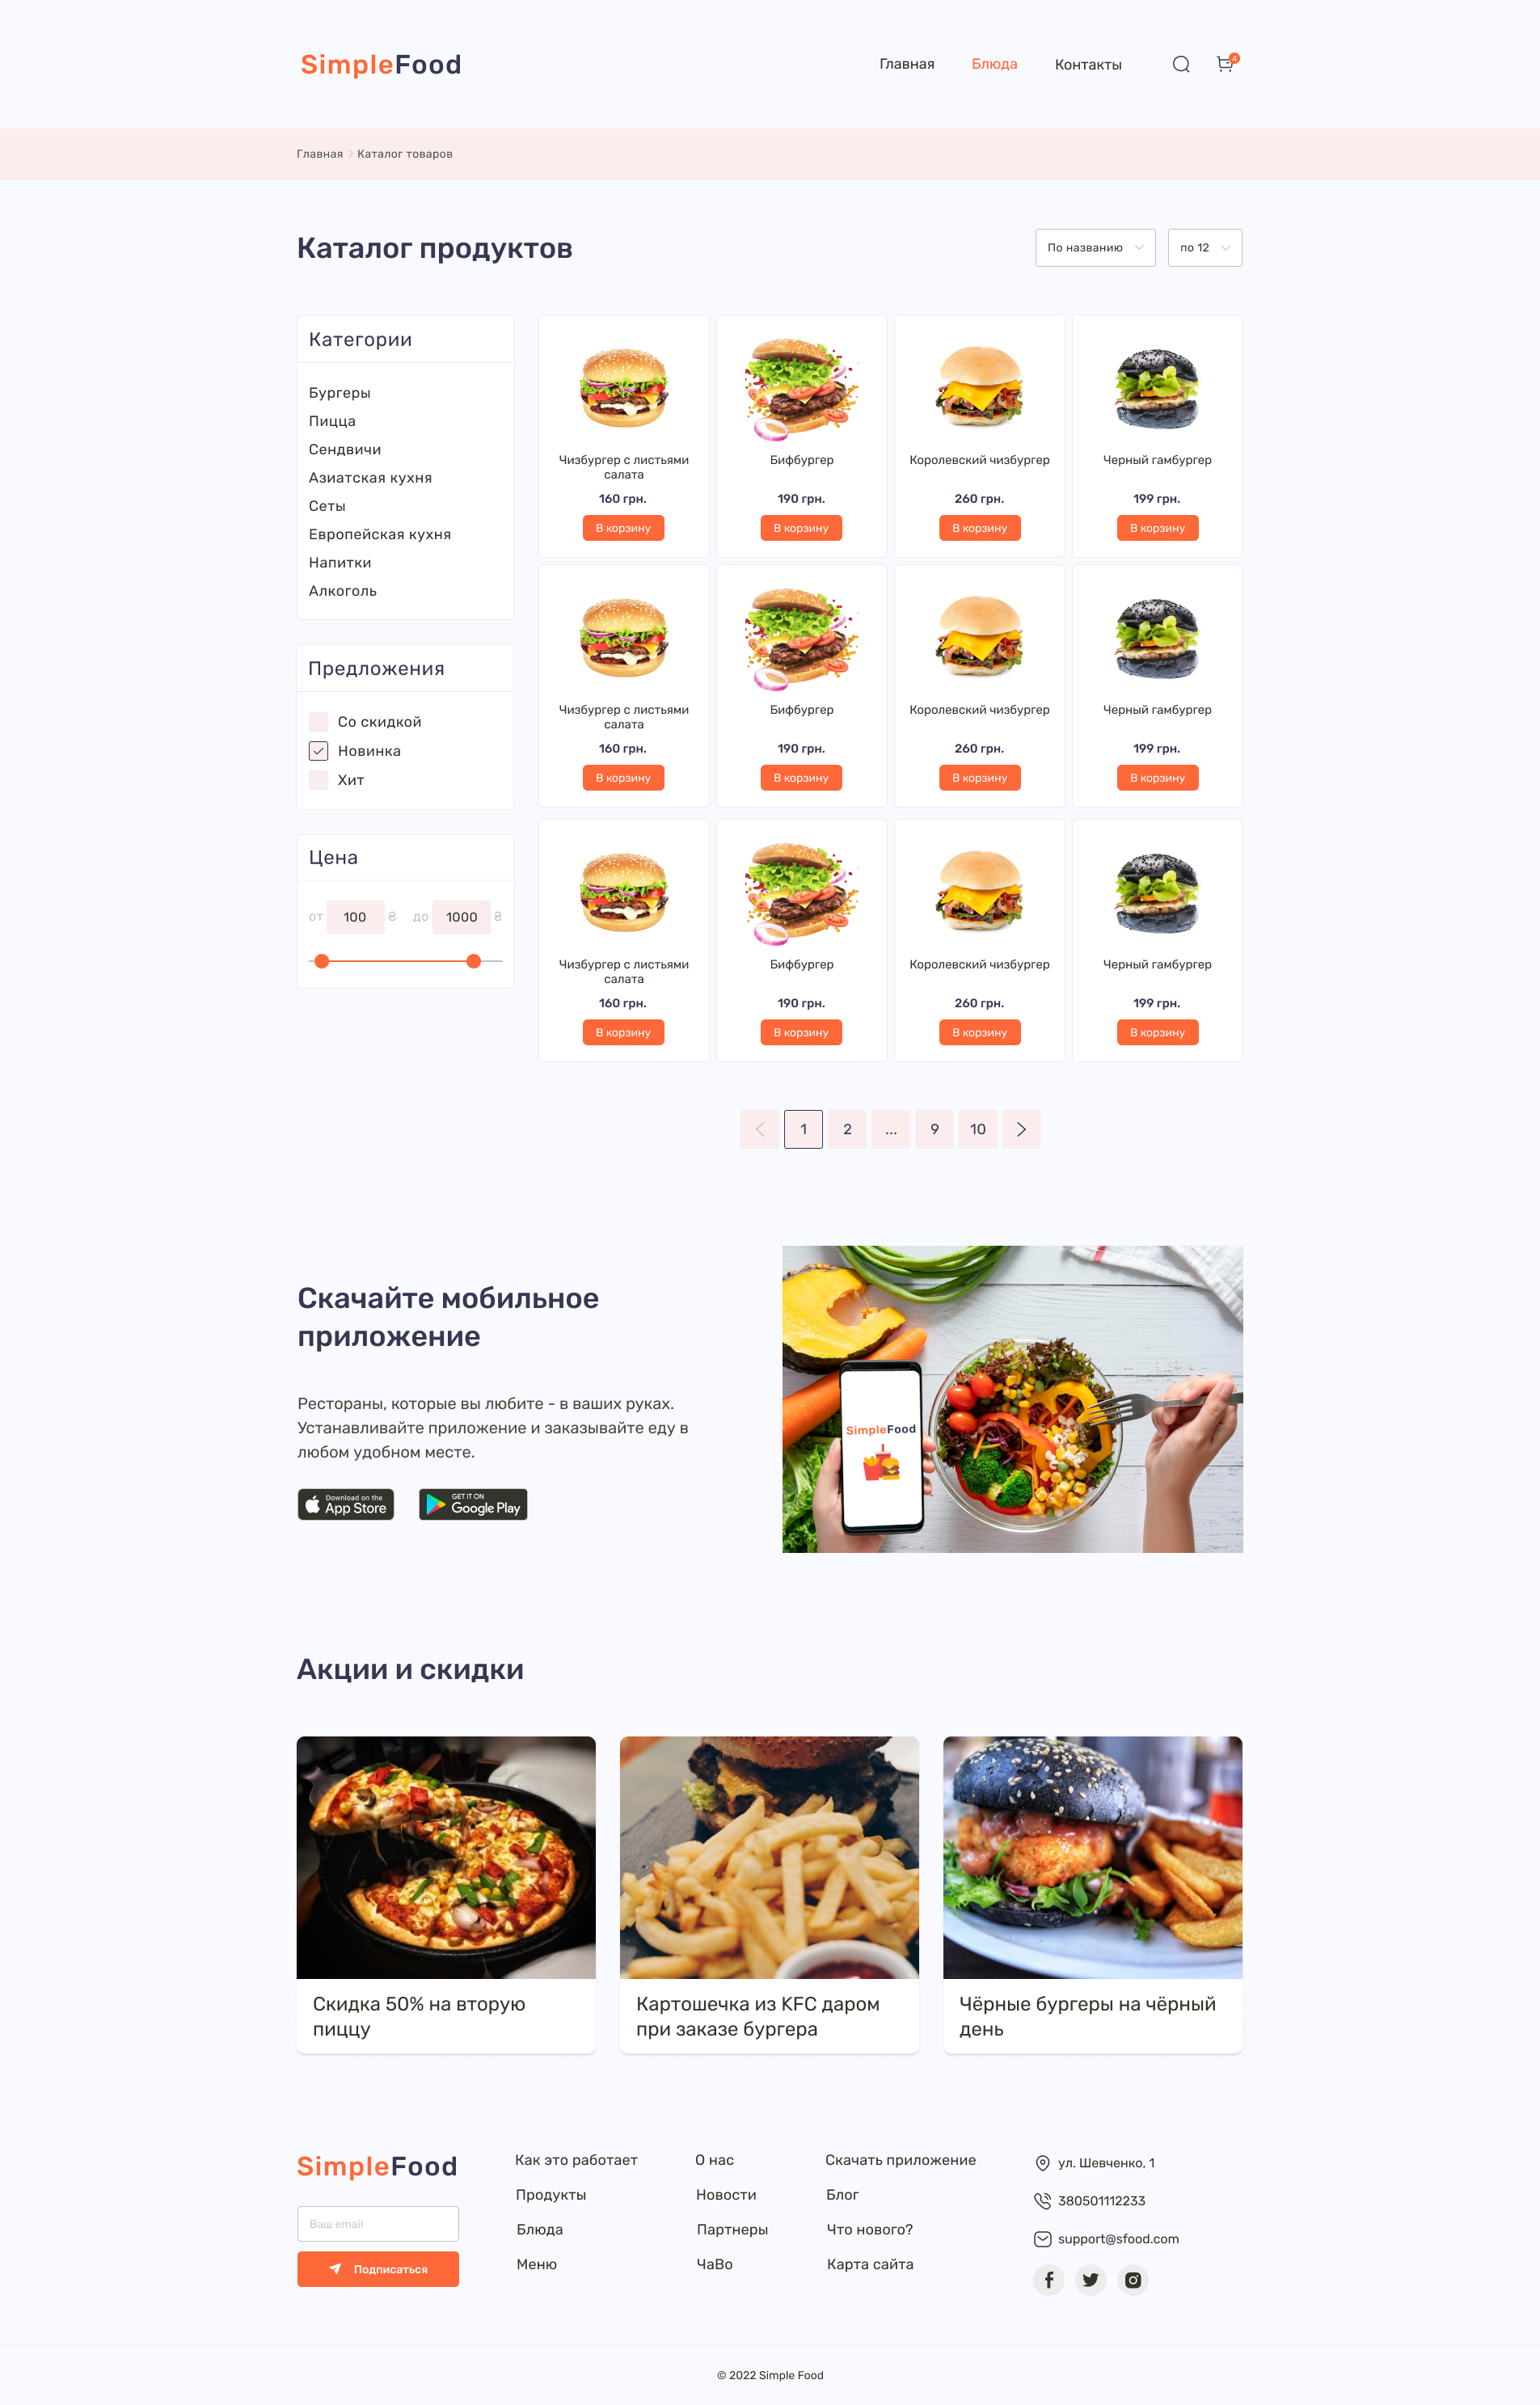 SimpleFood
Главная
Блюда
Контакты
4
Главная
Каталог товаров
Каталог продуктов
По названию
по 12
Категории
Бургеры
Пицца
Сендвичи
Азиатская кухня
Сеты
Европейская кухня
Напитки
Алкоголь
Предложения
Со скидкой
Новинка
Хит
Цена
от 100 ₴ до 1000 ₴
Чизбургер с листьями
салата
160 грн.
В корзину
Бифбургер
190 грн.
В корзину
Королевский чизбургер
260 грн.
В корзину
Черный гамбургер
199 грн.
В корзину
Чизбургер с листьями
салата
160 грн.
В корзину
Бифбургер
190 грн.
В корзину
Королевский чизбургер
260 грн.
В корзину
Черный гамбургер
199 грн.
В корзину
Чизбургер с листьями
салата
160 грн.
В корзину
Бифбургер
190 грн.
В корзину
Королевский чизбургер
260 грн.
В корзину
Черный гамбургер
199 грн.
В корзину
1 2 ... 9 10
Скачайте мобильное
приложение
Рестораны, которые вы любите - в ваших руках.
Устанавливайте приложение и заказывайте еду в
любом удобном месте.
Download on the
App Store
GET IT ON
Google Play
SimpleFood
Акции и скидки
Скидка 50% на вторую
пиццу
Картошечка из KFC даром
при заказе бургера
Чёрные бургеры на чёрный
день
SimpleFood
Ваш email
Подписаться
Как это работает
Продукты
Блюда
Меню
О нас
Новости
Партнеры
ЧаВо
Скачать приложение
Блог
Что нового?
Карта сайта
ул. Шевченко, 1
380501112233
support@sfood.com
© 2022 Simple Food